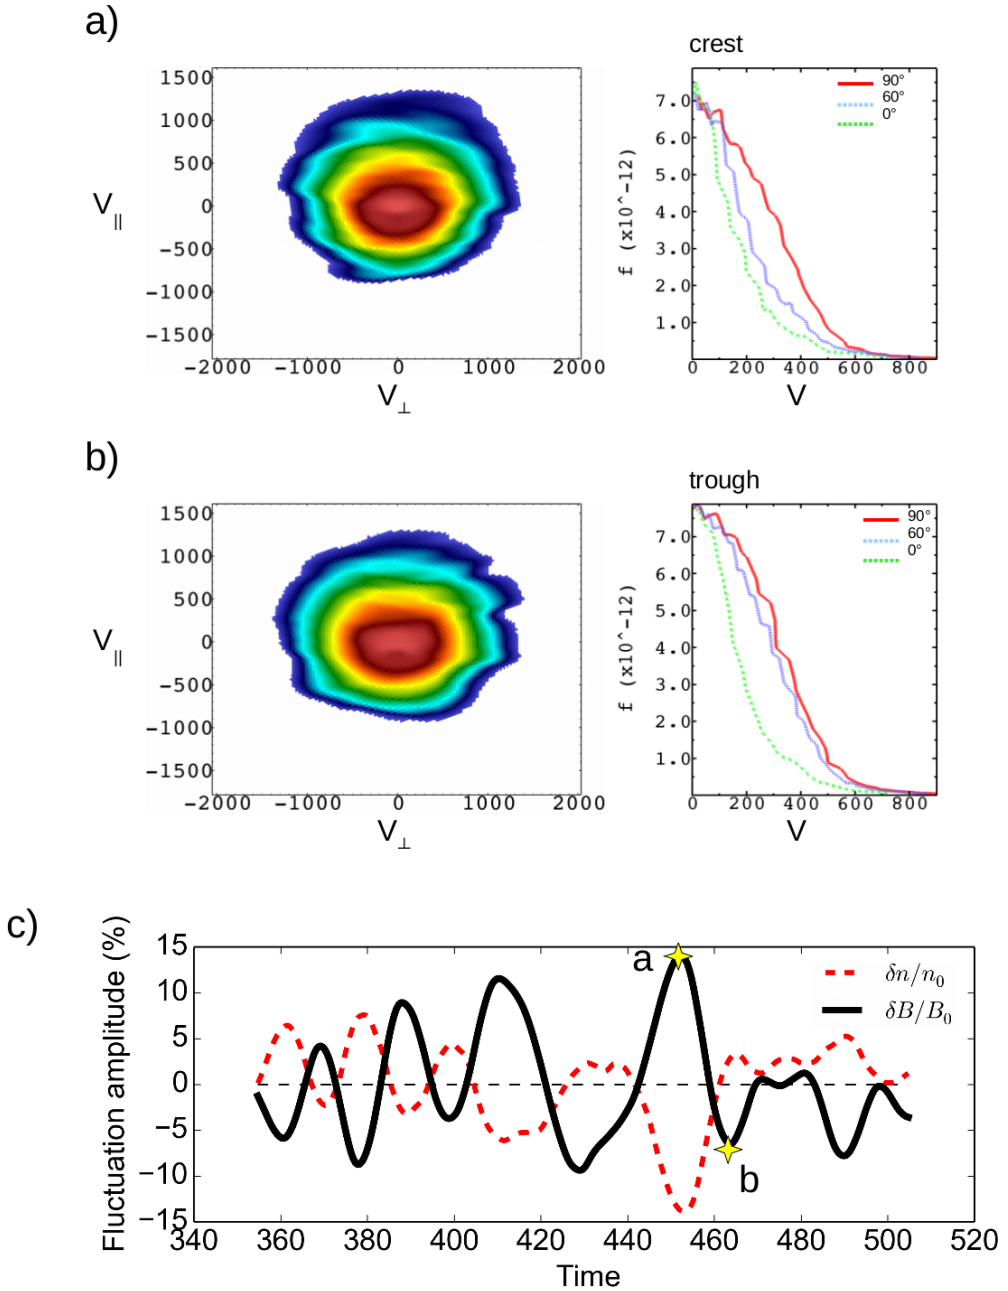 a)
crest
1500
1000
500
0
−500
−1000
−1500
V||
−2000 −1000 0 1000 2000
V⊥
7.0
6.0
5.0
4.0
3.0
2.0
1.0
f (x10^−12)
90°
60°
0°
0 200 400 600 800
V
b)
trough
1500
1000
500
0
−500
−1000
−1500
V||
−2000 −1000 0 1000 2000
V⊥
7.0
6.0
5.0
4.0
3.0
2.0
1.0
f (x10^−12)
90°
60°
0°
0 200 400 600 800
V
c)
Fluctuation amplitude (%)
15
10
5
0
−5
−10
−15
a
b
δn/n₀
δB/B₀
340 360 380 400 420 440 460 480 500 520
Time